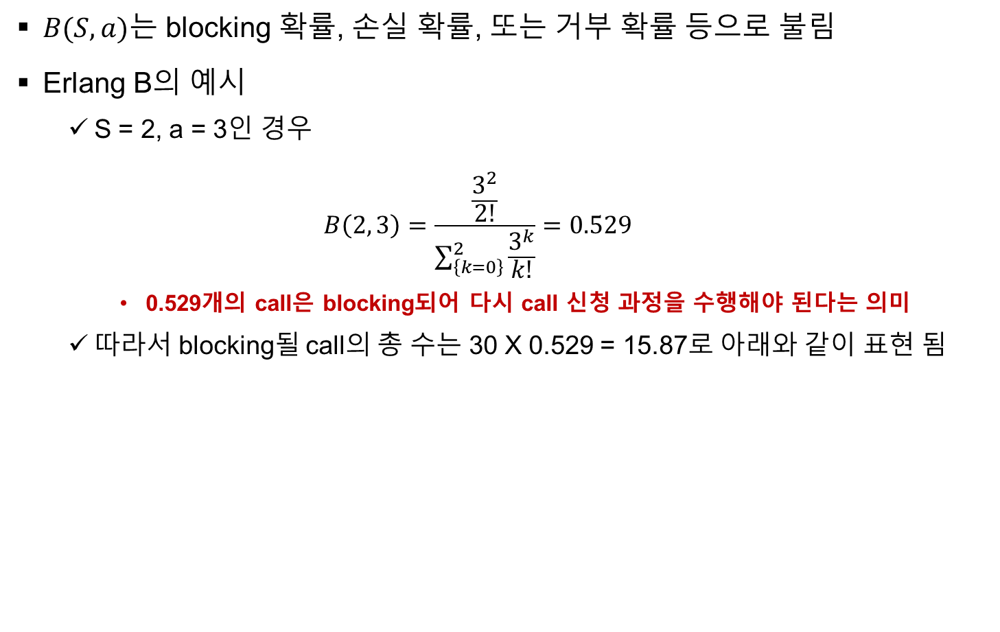 ▪ B(S, a)는 blocking 확률, 손실 확률, 또는 거부 확률 등으로 불림
▪ Erlang B의 예시
✓ S = 2, a = 3인 경우
B(2, 3) = \frac{\frac{3^2}{2!}}{\sum_{\{k=0\}}^{2} \frac{3^k}{k!}} = 0.529
• 0.529개의 call은 blocking되어 다시 call 신청 과정을 수행해야 된다는 의미
✓ 따라서 blocking될 call의 총 수는 30 X 0.529 = 15.87로 아래와 같이 표현 됨